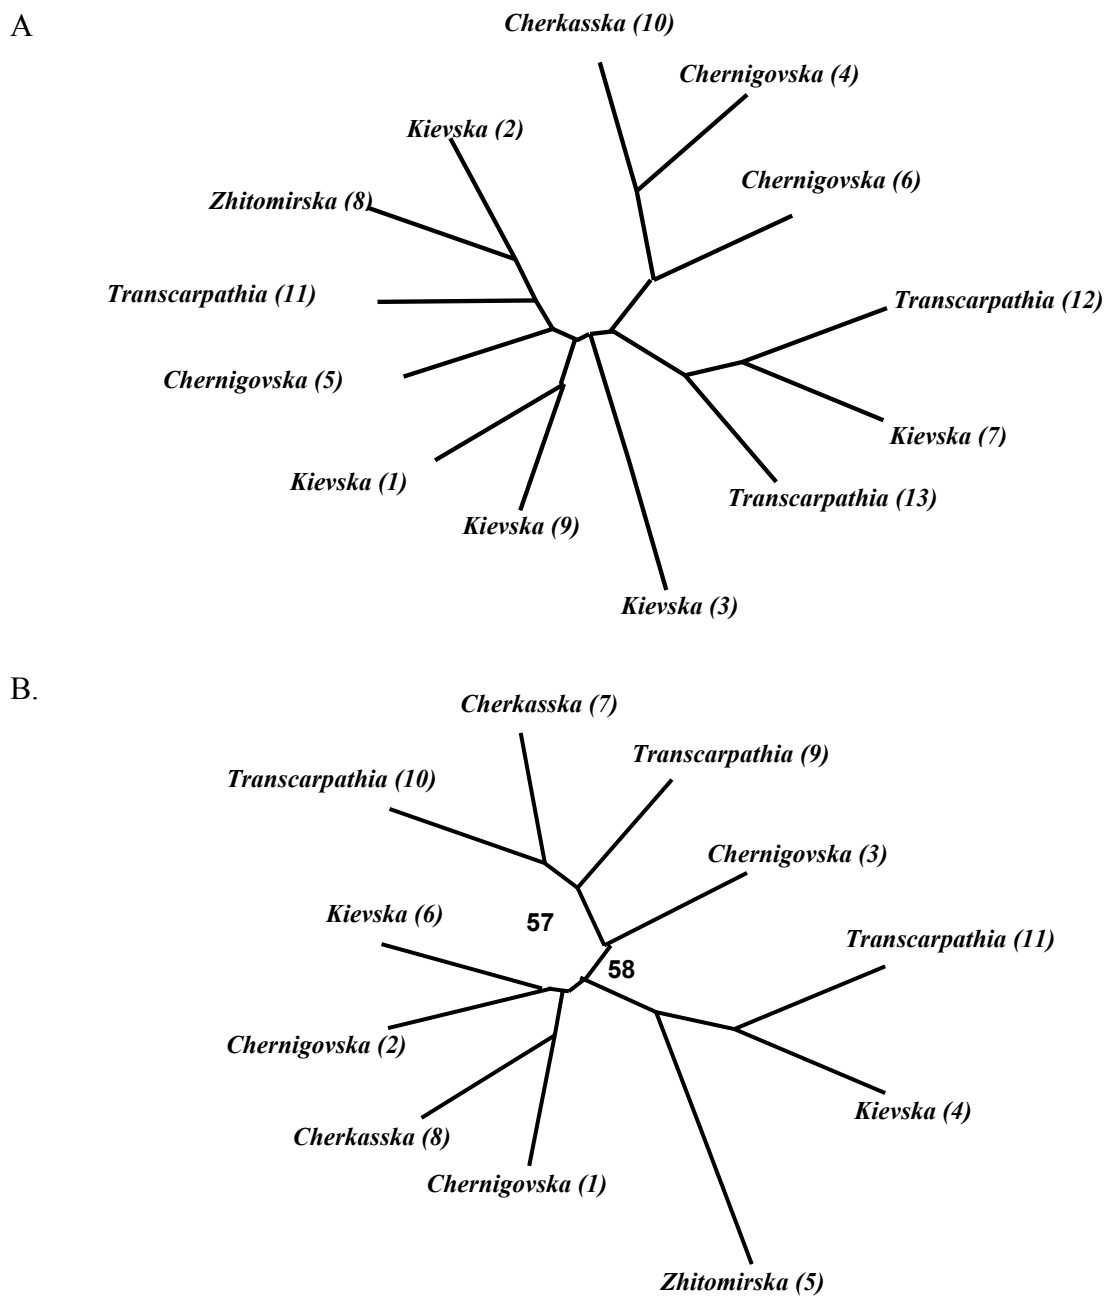 A
Cherkasska (10)
Chernigovska (4)
Kievska (2)
Chernigovska (6)
Zhitomirska (8)
Transcarpathia (11)
Transcarpathia (12)
Chernigovska (5)
Kievska (7)
Kievska (1)
Transcarpathia (13)
Kievska (9)
Kievska (3)
B.
Cherkasska (7)
Transcarpathia (9)
Transcarpathia (10)
Chernigovska (3)
Kievska (6)
57
Transcarpathia (11)
58
Chernigovska (2)
Kievska (4)
Cherkasska (8)
Chernigovska (1)
Zhitomirska (5)